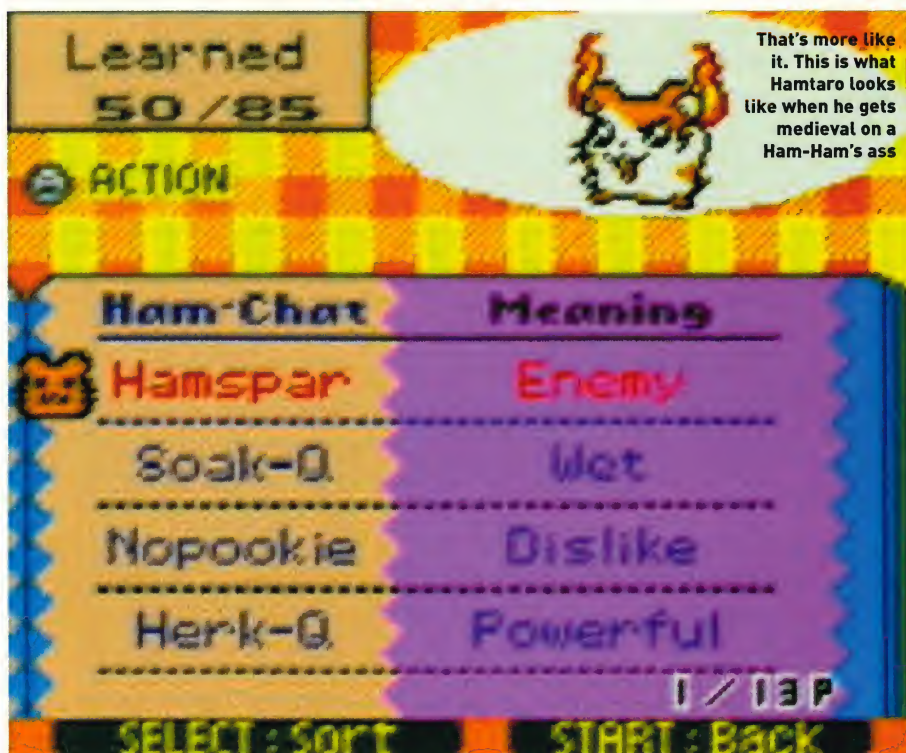 Learned
50/85
That's more like
it. This is what
Hamtaro looks
like when he gets
medieval on a
Ham-Ham's ass
A ACTION
Ham-Chat Meaning
Hamspar Enemy
Soak-Q Wet
Nopookie Dislike
Herk-Q Powerful
1/13P
SELECT:Sort START:Back